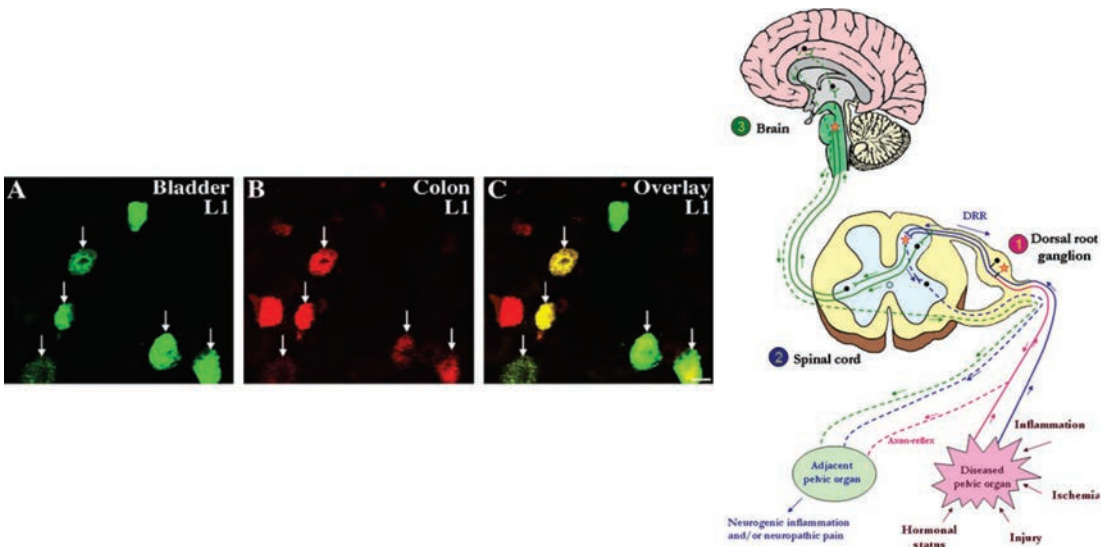 A
Bladder
L1
B
Colon
L1
C
Overlay
L1
3 Brain
DRR
1 Dorsal root
ganglion
2 Spinal cord
Axon-reflex
Adjacent
pelvic organ
Diseased
pelvic organ
Inflammation
Ischemia
Injury
Hormonal
status
Neurogenic inflammation
and/or neuropathic pain